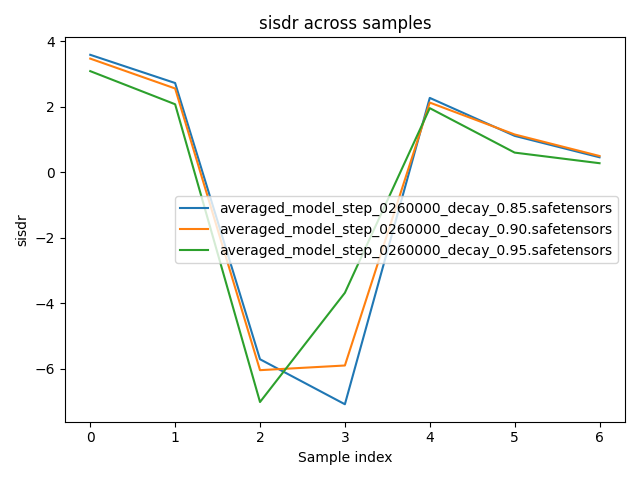 sisdr across samples
4
2
0
−2
−4
−6
sisdr
averaged_model_step_0260000_decay_0.85.safetensors
averaged_model_step_0260000_decay_0.90.safetensors
averaged_model_step_0260000_decay_0.95.safetensors
0 1 2 3 4 5 6
Sample index